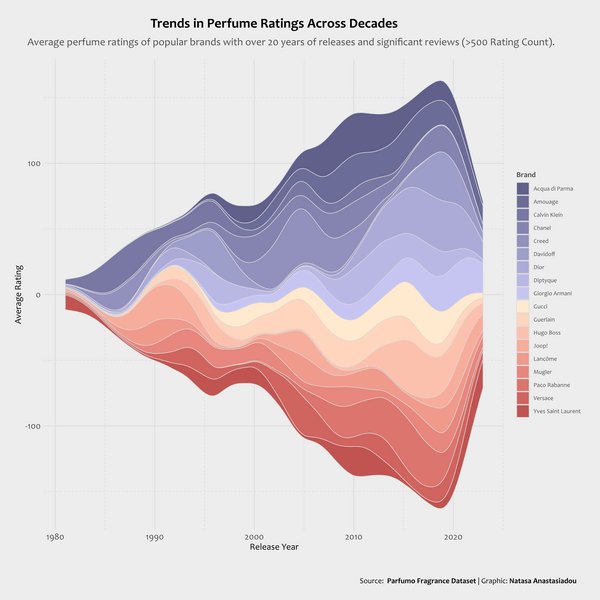 Trends in Perfume Ratings Across Decades
Average perfume ratings of popular brands with over 20 years of releases and significant reviews (>500 Rating Count).
100
0
-100
Average Rating
1980 1990 2000 2010 2020
Release Year
Brand
Acqua di Parma
Amouage
Calvin Klein
Chanel
Creed
Davidoff
Dior
Diptyque
Giorgio Armani
Gucci
Guerlain
Hugo Boss
Joop!
Lancôme
Mugler
Paco Rabanne
Versace
Yves Saint Laurent
Source: Parfumo Fragrance Dataset | Graphic: Natasa Anastasiadou